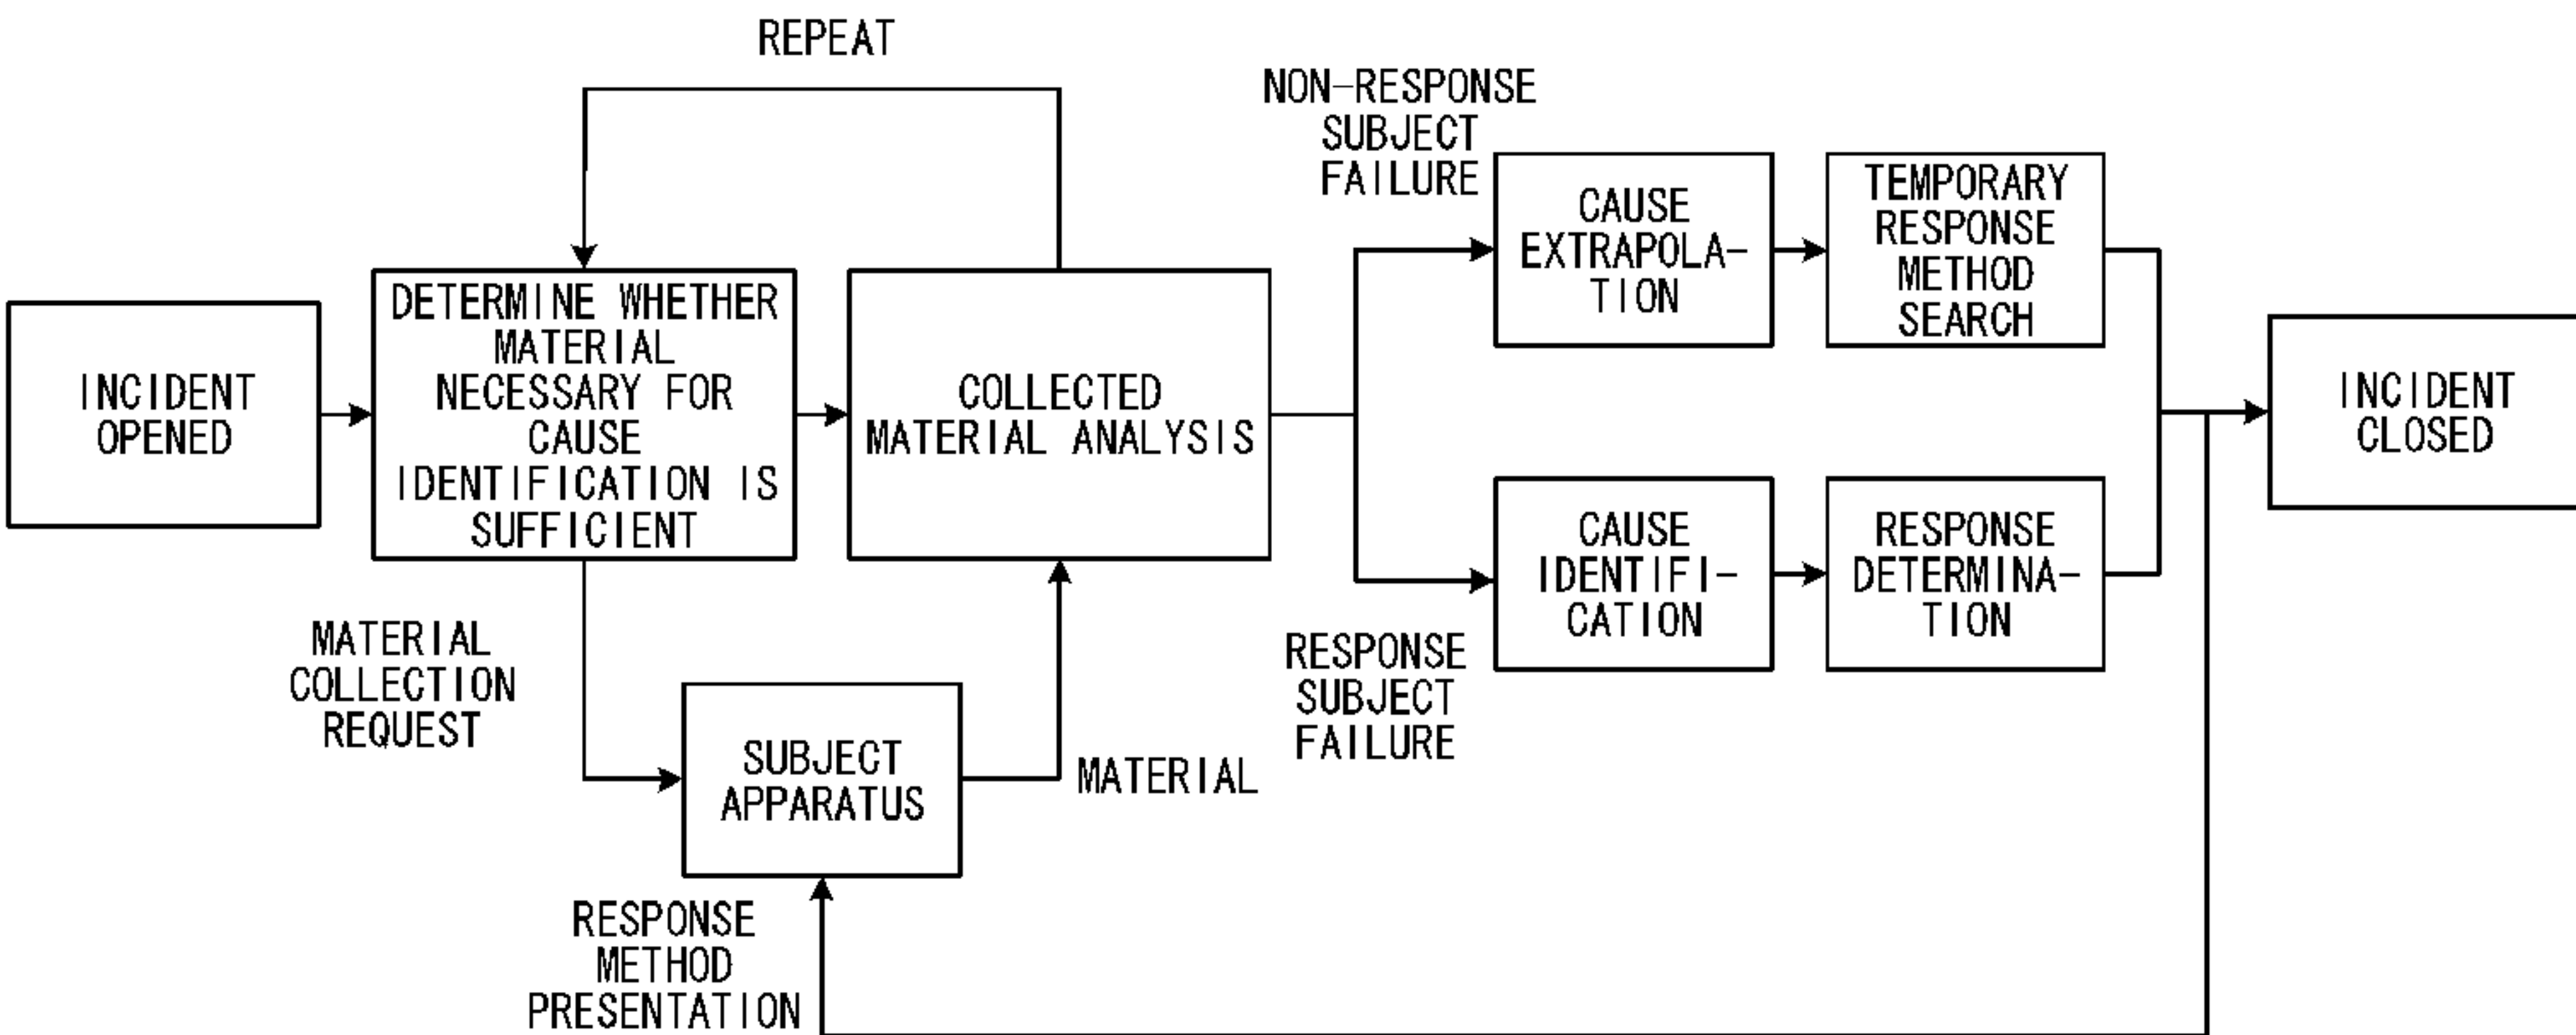 REPEAT
NON-RESPONSE
SUBJECT
FAILURE
INCIDENT
OPENED
DETERMINE WHETHER
MATERIAL
NECESSARY FOR
CAUSE
IDENTIFICATION IS
SUFFICIENT
COLLECTED
MATERIAL ANALYSIS
CAUSE
EXTRAPOLA-
TION
TEMPORARY
RESPONSE
METHOD
SEARCH
CAUSE
IDENTIFI-
CATION
RESPONSE
DETERMINA-
TION
INCIDENT
CLOSED
MATERIAL
COLLECTION
REQUEST
SUBJECT
APPARATUS
MATERIAL
RESPONSE
SUBJECT
FAILURE
RESPONSE
METHOD
PRESENTATION